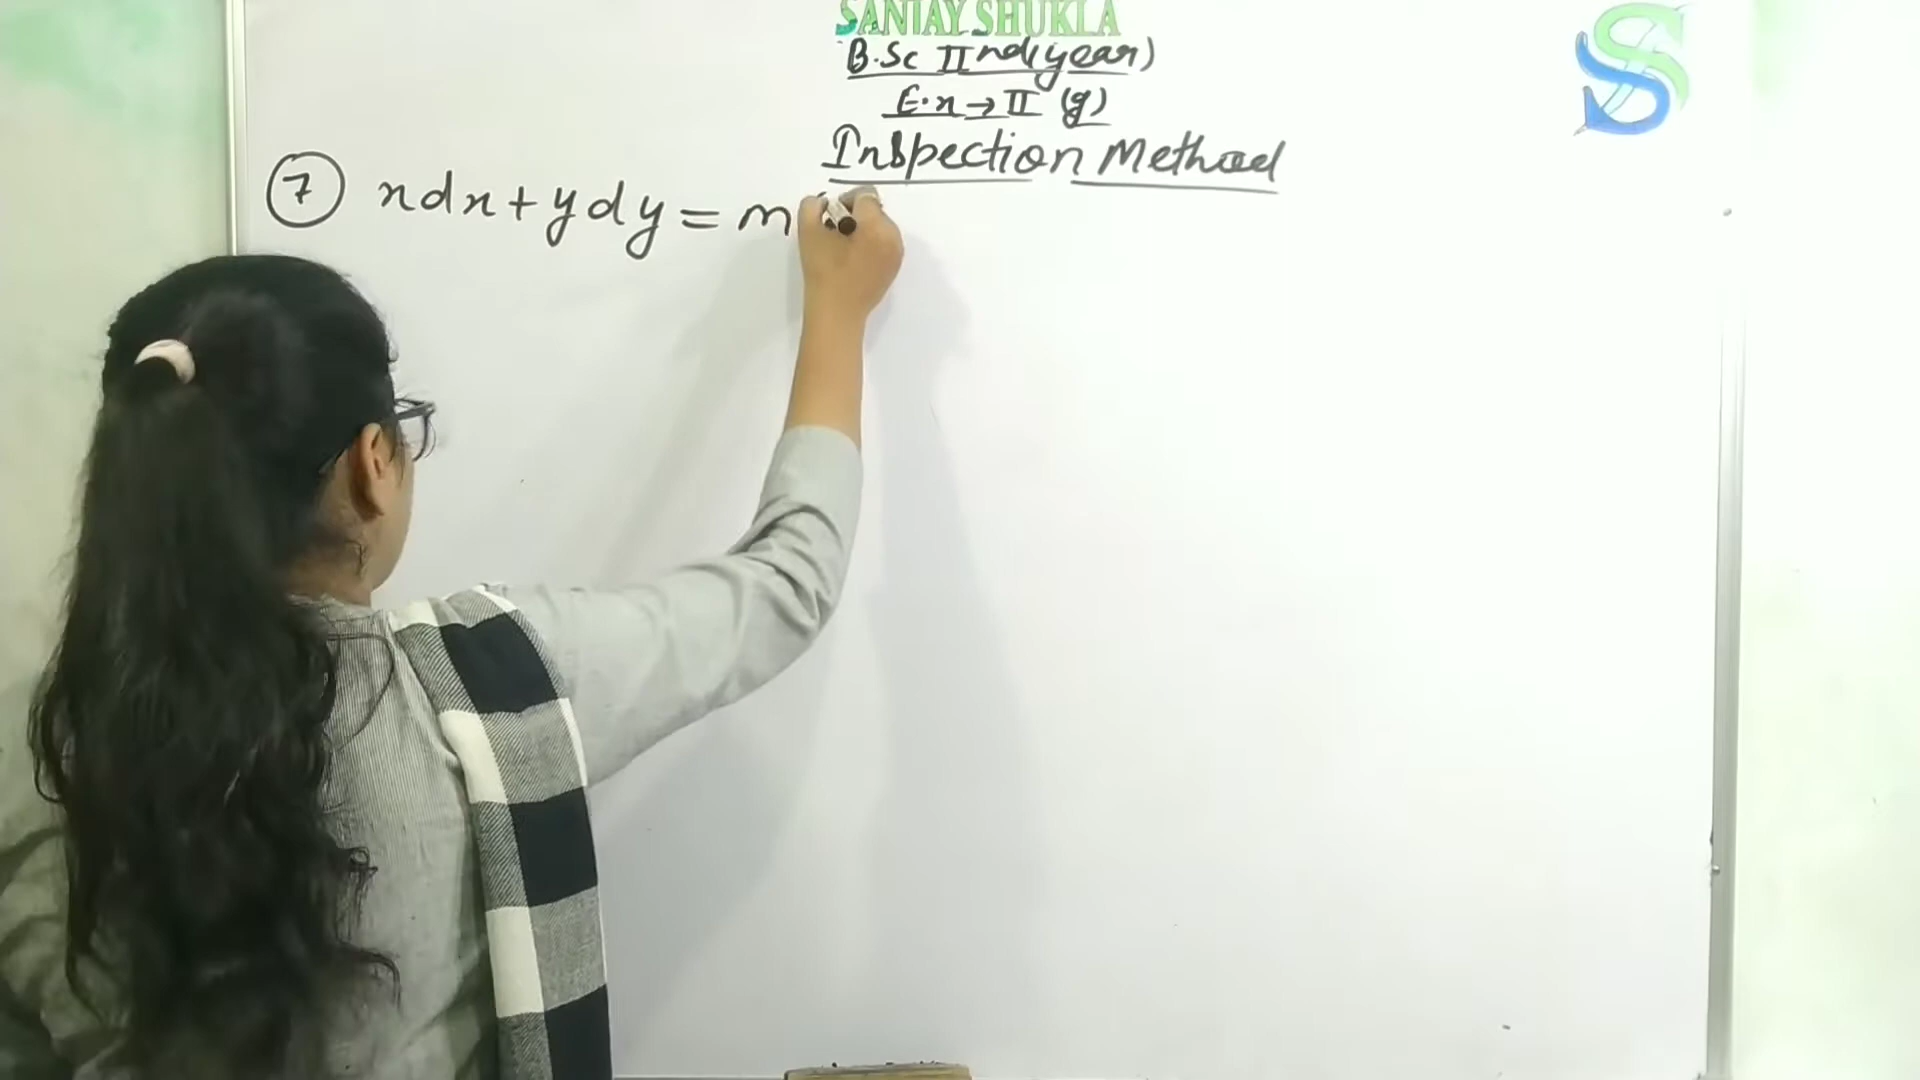 SANJAY SHUKLA
B.Sc IInd(year)
E.x → II (g)
Inspection Method
7 xdx+ydy=m